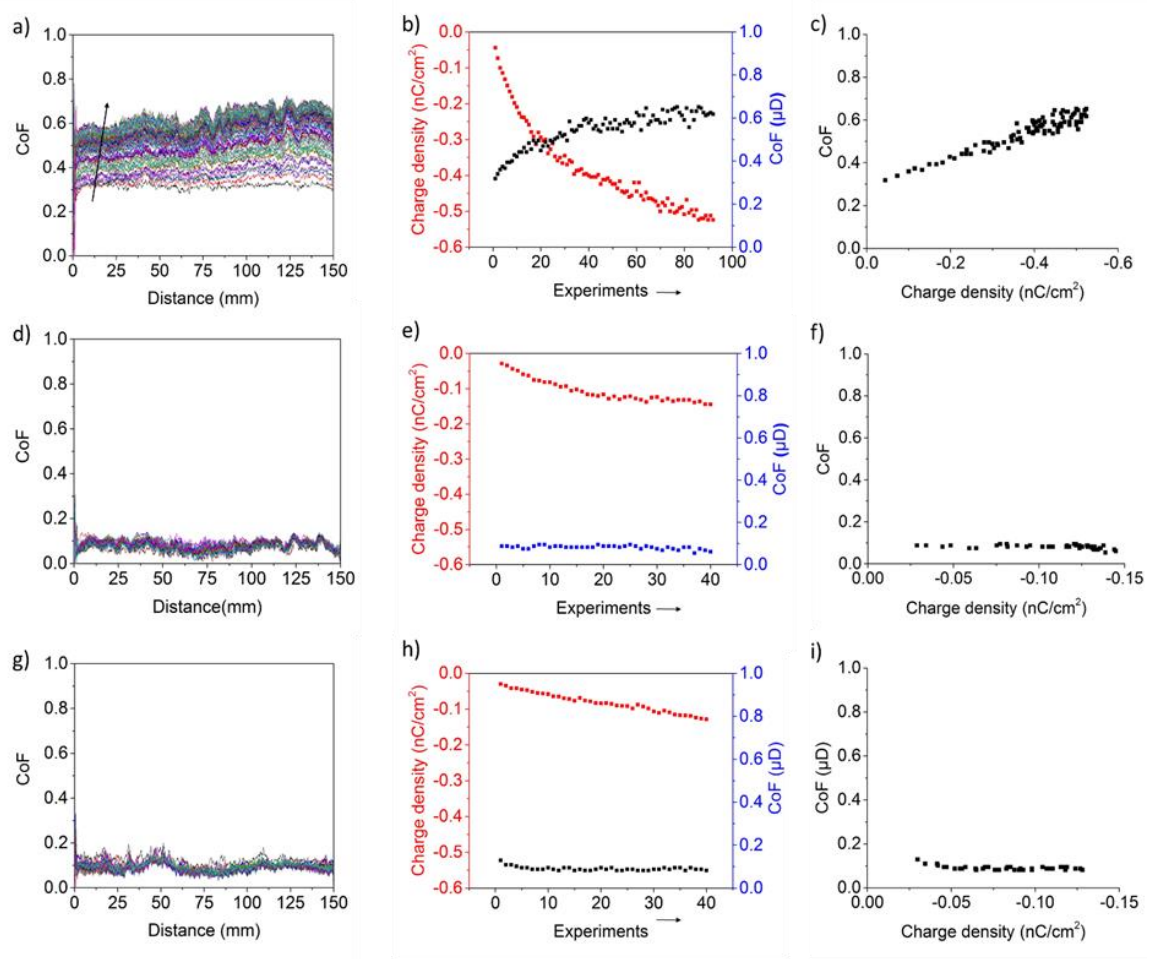 a)
CoF
1.0
0.8
0.6
0.4
0.2
0.0
0 25 50 75 100 125 150
Distance (mm)
b)
Charge density (nC/cm²)
0.0
-0.1
-0.2
-0.3
-0.4
-0.5
-0.6
1.0
0.8
0.6
0.4
0.2
0.0
CoF (μD)
0 20 40 60 80 100
Experiments →
c)
CoF
1.0
0.8
0.6
0.4
0.2
0.0
0.0 -0.2 -0.4 -0.6
Charge density (nC/cm²)
d)
CoF
1.0
0.8
0.6
0.4
0.2
0.0
0 25 50 75 100 125 150
Distance(mm)
e)
Charge density (nC/cm²)
0.0
-0.1
-0.2
-0.3
-0.4
-0.5
-0.6
1.0
0.8
0.6
0.4
0.2
0.0
CoF (μD)
0 10 20 30 40
Experiments →
f)
CoF
1.0
0.8
0.6
0.4
0.2
0.0
0.00 -0.05 -0.10 -0.15
Charge density (nC/cm²)
g)
CoF
1.0
0.8
0.6
0.4
0.2
0.0
0 25 50 75 100 125 150
Distance (mm)
h)
Charge density (nC/cm²)
0.0
-0.1
-0.2
-0.3
-0.4
-0.5
-0.6
1.0
0.8
0.6
0.4
0.2
0.0
CoF (μD)
0 10 20 30 40
Experiments →
i)
CoF (μD)
1.0
0.8
0.6
0.4
0.2
0.0
0.00 -0.05 -0.10 -0.15
Charge density (nC/cm²)